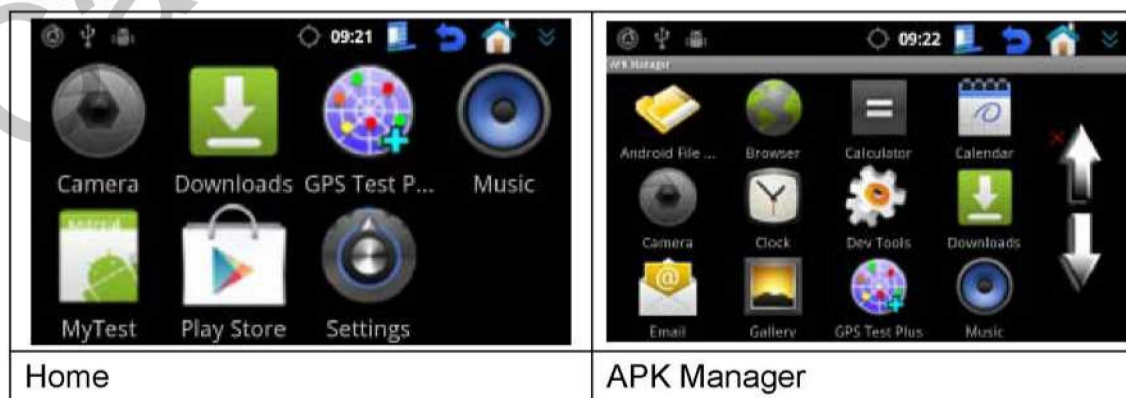 09:21
Camera Downloads GPS Test P... Music
Android
MyTest Play Store Settings
Home
09:22
APK Manager
Android File ... Browser Calculator Calendar
Camera Clock Dev Tools Downloads
Email Gallery GPS Test Plus Music
APK Manager